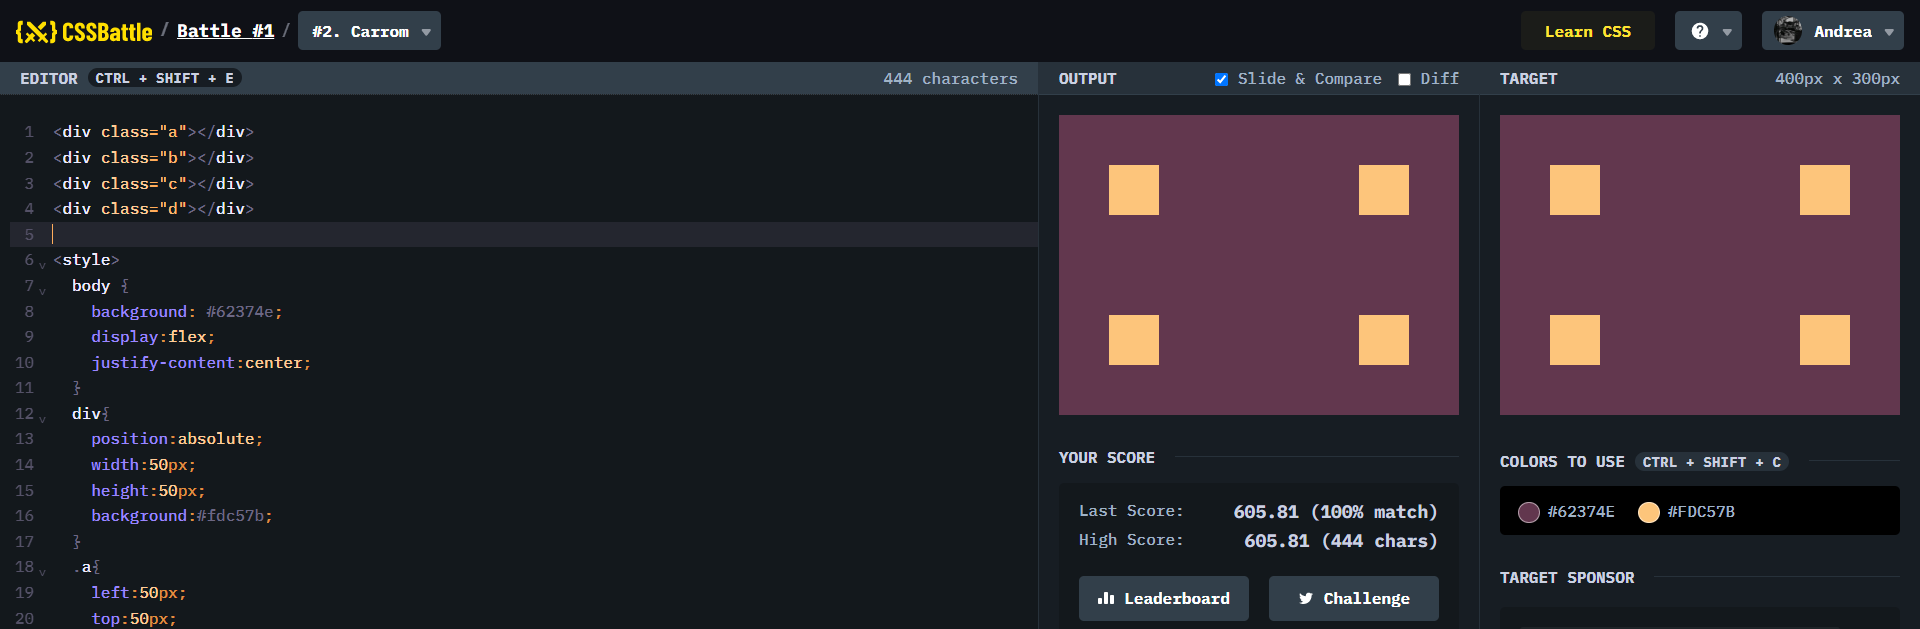 {X} CSSBattle / Battle #1 / #2. Carrom
Learn CSS
?
Andrea
EDITOR CTRL + SHIFT + E 444 characters
1 <div class="a"></div>
2 <div class="b"></div>
3 <div class="c"></div>
4 <div class="d"></div>
5
6 <style>
7 body {
8 background: #62374e;
9 display:flex;
10 justify-content:center;
11 }
12 div{
13 position:absolute;
14 width:50px;
15 height:50px;
16 background:#fdc57b;
17 }
18 .a{
19 left:50px;
20 top:50px;
OUTPUT Slide & Compare Diff
YOUR SCORE
Last Score: 605.81 (100% match)
High Score: 605.81 (444 chars)
Leaderboard Challenge
TARGET 400px x 300px
COLORS TO USE CTRL + SHIFT + C
#62374E #FDC57B
TARGET SPONSOR